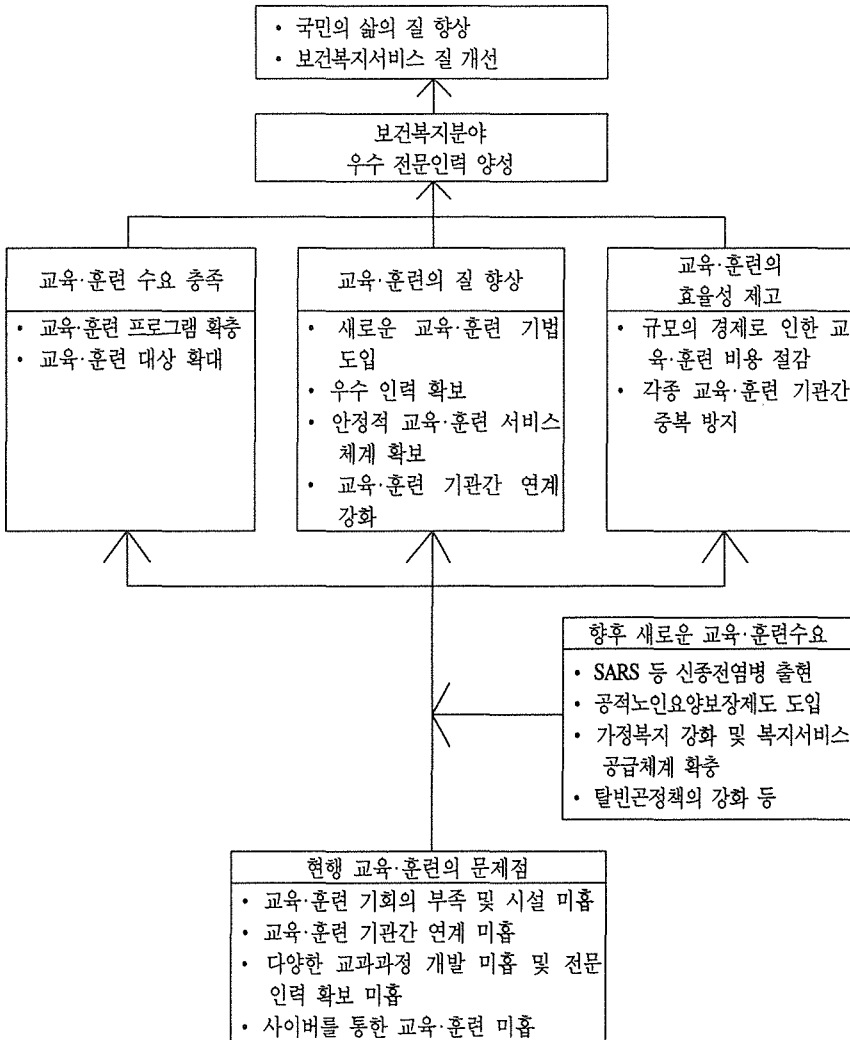 • 국민의 삶의 질 향상
• 보건복지서비스 질 개선
보건복지분야
우수 전문인력 양성
교육·훈련 수요 충족
• 교육·훈련 프로그램 확충
• 교육·훈련 대상 확대
교육·훈련의 질 향상
• 새로운 교육·훈련 기법
도입
• 우수 인력 확보
• 안정적 교육·훈련 서비스
체계 확보
• 교육·훈련 기관간 연계
강화
교육·훈련의
효율성 제고
• 규모의 경제로 인한 교
육·훈련 비용 절감
• 각종 교육·훈련 기관간
중복 방지
향후 새로운 교육·훈련수요
• SARS 등 신종전염병 출현
• 공적노인요양보장제도 도입
• 가정복지 강화 및 복지서비스
공급체계 확충
• 탈빈곤정책의 강화 등
현행 교육·훈련의 문제점
• 교육·훈련 기회의 부족 및 시설 미흡
• 교육·훈련 기관간 연계 미흡
• 다양한 교과과정 개발 미흡 및 전문
인력 확보 미흡
• 사이버를 통한 교육·훈련 미흡